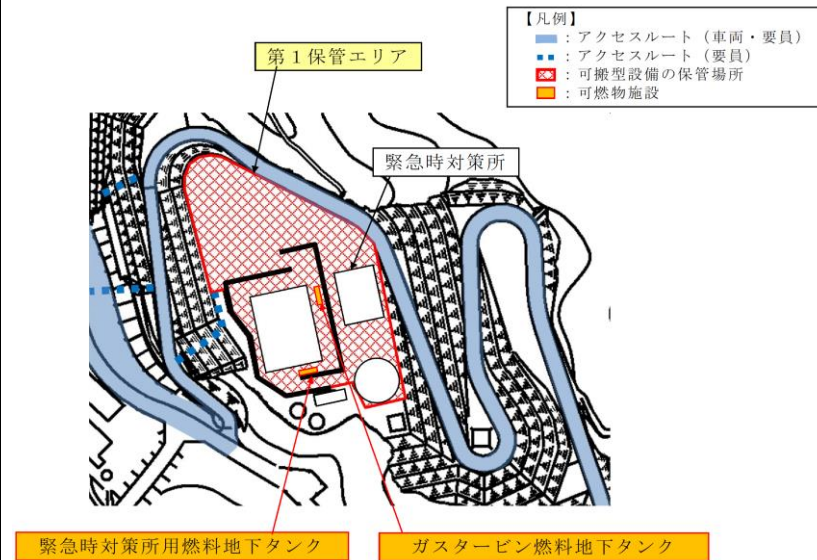 【凡例】
：アクセスルート（車両・要員）
：アクセスルート（要員）
：可搬型設備の保管場所
：可燃物施設
第１保管エリア
緊急時対策所
緊急時対策所用燃料地下タンク
ガスタービン燃料地下タンク